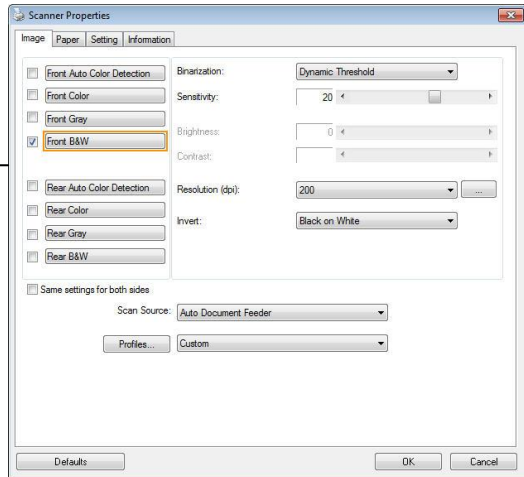 Scanner Properties
Image Paper Setting Information
Front Auto Color Detection
Front Color
Front Gray
Front B&W
Rear Auto Color Detection
Rear Color
Rear Gray
Rear B&W
Binarization: Dynamic Threshold
Sensitivity: 20
Brightness: 0
Contrast:
Resolution (dpi): 200 ...
Invert: Black on White
Same settings for both sides
Scan Source: Auto Document Feeder
Profiles... Custom
Defaults OK Cancel